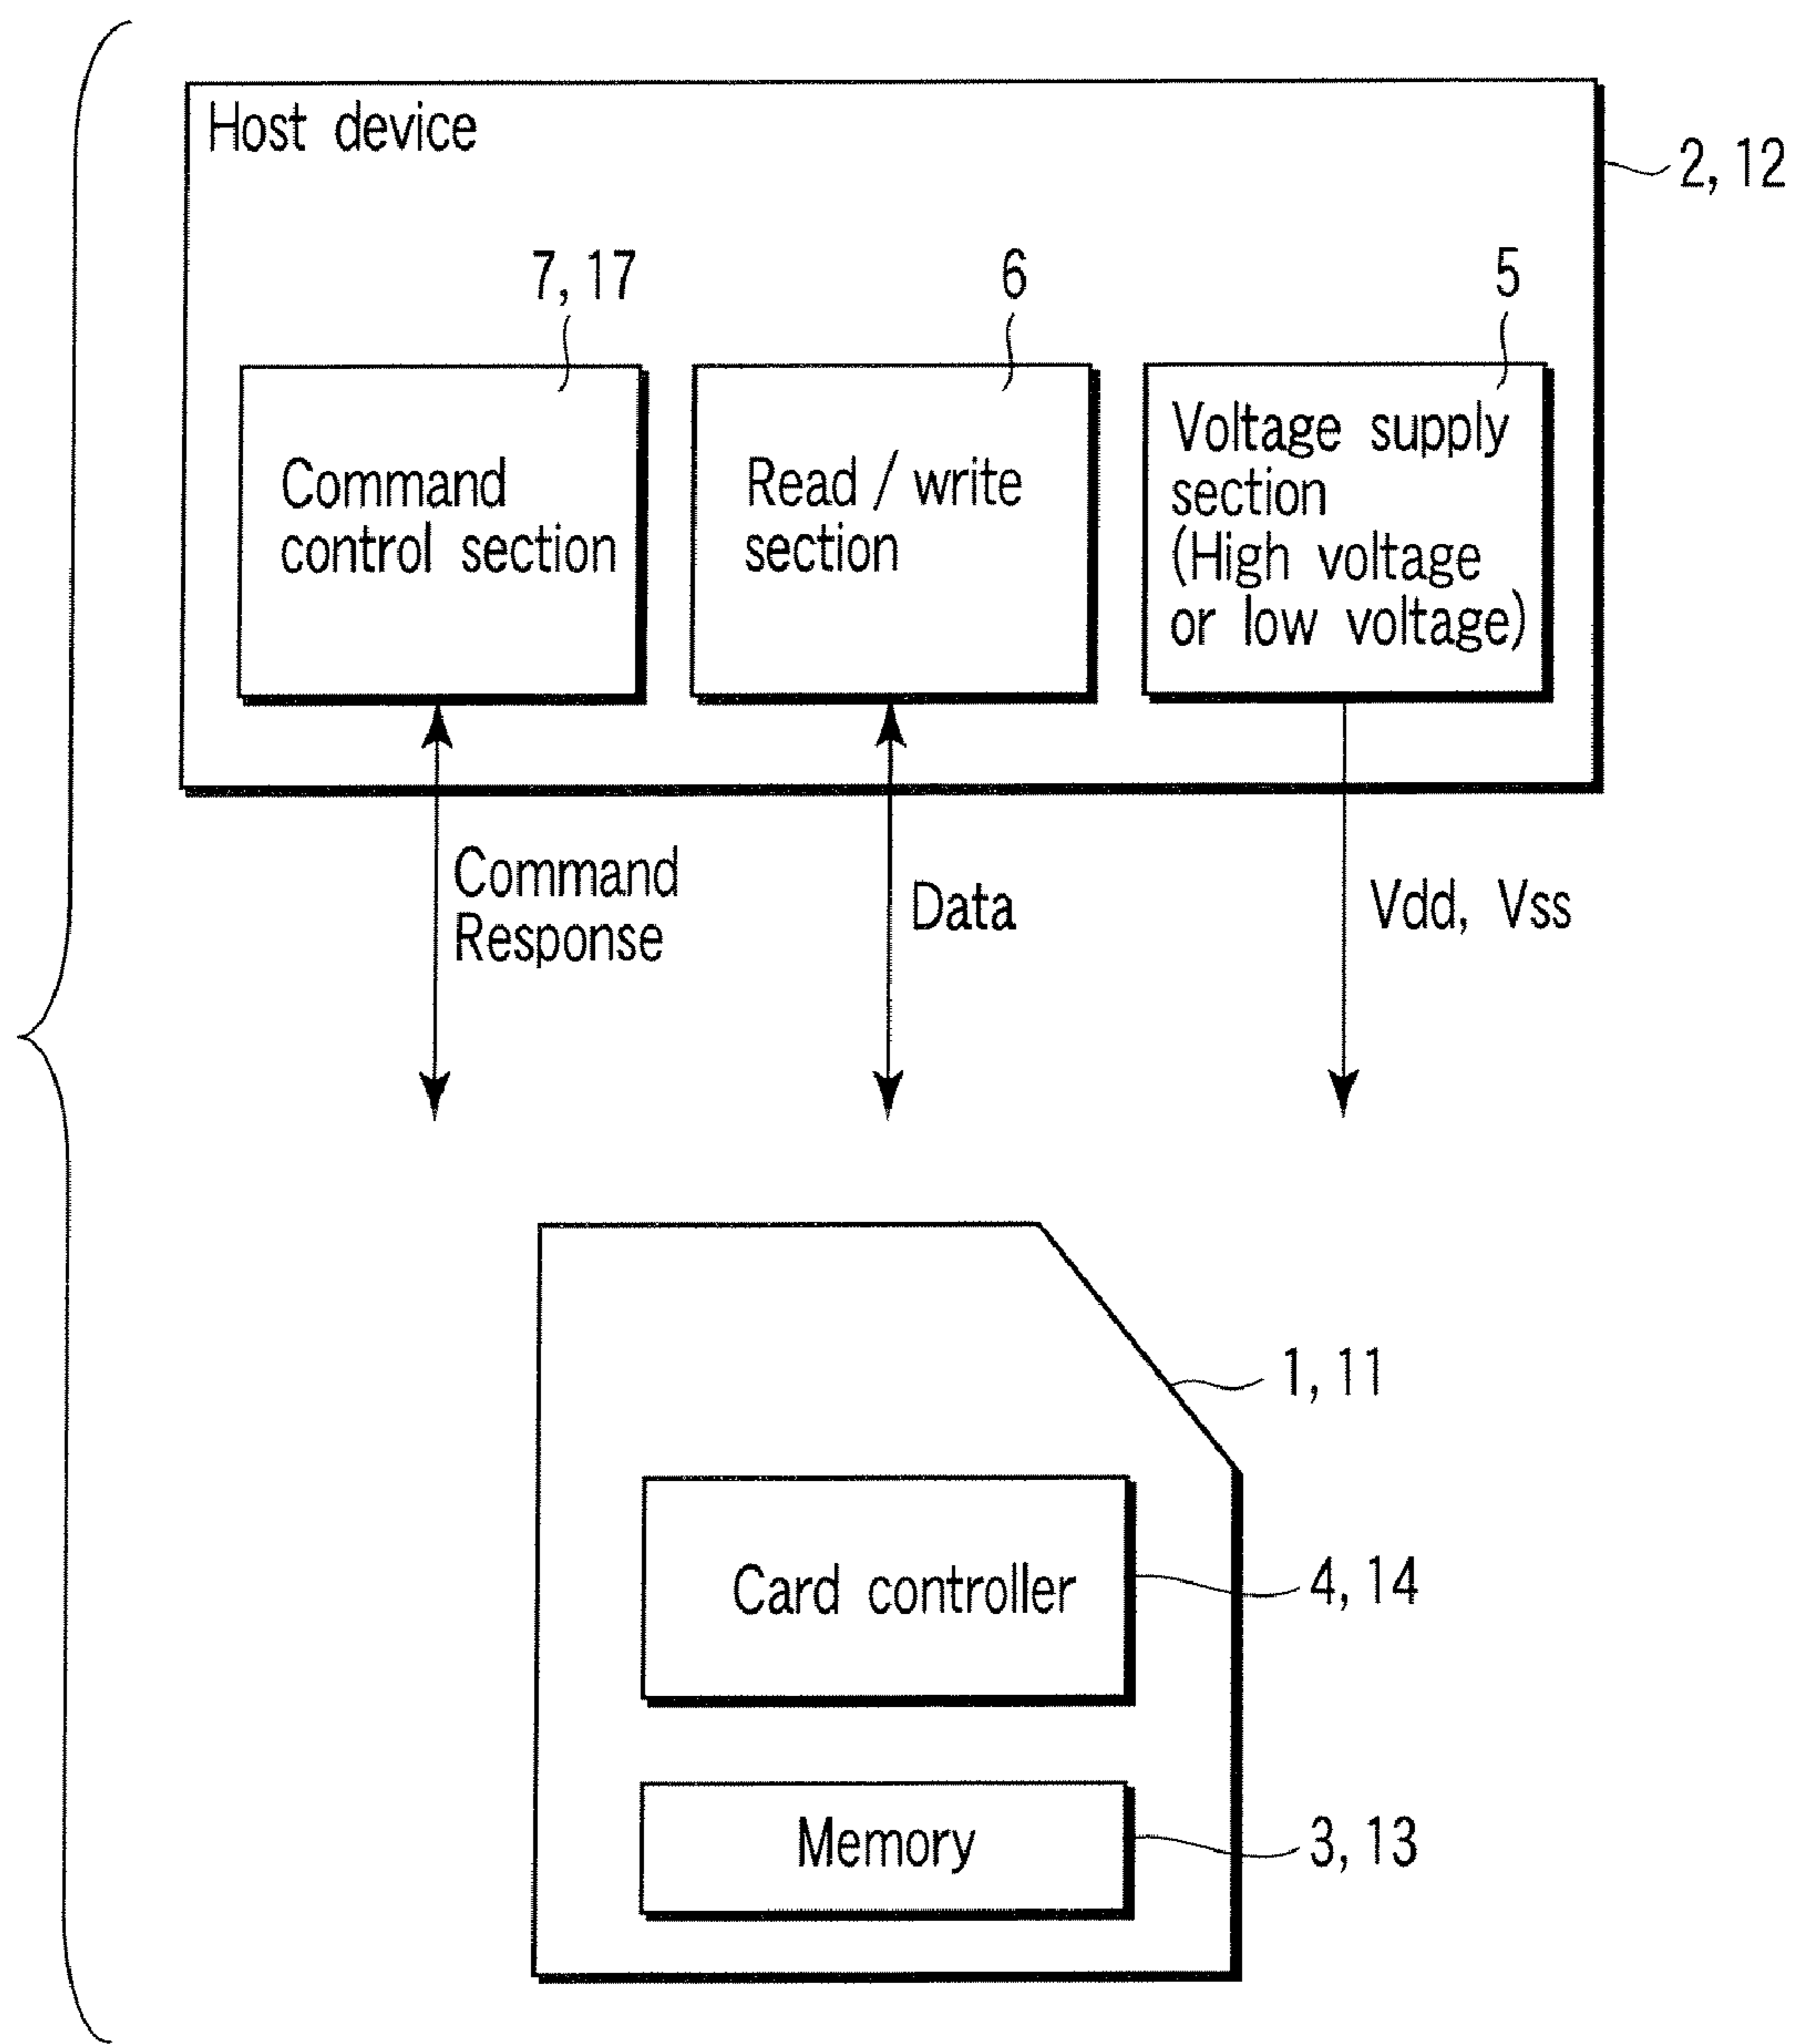 Host device
2, 12
7, 17
6
5
Command
control section
Read / write
section
Voltage supply
section
(High voltage
or low voltage)
Command
Response
Data
Vdd, Vss
1, 11
Card controller
4, 14
Memory
3, 13